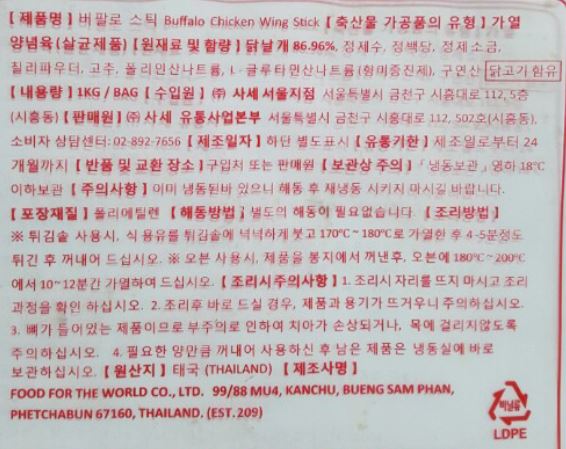 【 제품명 】 버팔로 스틱 Buffalo Chicken Wing Stick 【 축산물 가공품의 유형 】 가열
양념육 (살균제품) 【 원재료 및 함량 】 닭날개 86.96%, 정제수, 정백당, 정제소금,
칠리파우더, 고추, 폴리인산나트륨, L-글루타민산나트륨(향미증진제), 구연산 닭고기 함유
【 내용량 】 1KG / BAG 【 수입원 】 ㈜ 사세 서울지점 서울특별시 금천구 시흥대로 112, 5층
(시흥동) 【 판매원 】 ㈜ 사세 유통사업본부 서울특별시 금천구 시흥대로 112, 502호(시흥동),
소비자 상담센터: 02-892-7656 【 제조일자 】 하단 별도표시 【 유통기한 】 제조일로부터 24
개월까지 【 반품 및 교환 장소 】 구입처 또는 판매원 【 보관상 주의 】 「냉동보관」 영하 18℃
이하보관 【 주의사항 】 이미 냉동된바 있으니 해동 후 재냉동 시키지 마시길 바랍니다.
【 포장재질 】 폴리에틸렌 【 해동방법 】 별도의 해동이 필요없습니다. 【 조리방법 】
※ 튀김솥 사용시, 식용유를 튀김솥에 넉넉하게 붓고 170℃~180℃로 가열한 후 4-5분정도
튀긴 후 꺼내어 드십시오. ※ 오븐 사용시, 제품을 봉지에서 꺼낸후, 오븐에 180℃~200℃
에서 10~12분간 가열하여 드십시오. 【 조리시주의사항 】 1. 조리시 자리를 뜨지 마시고 조리
과정을 확인 하십시오. 2. 조리후 바로 드실 경우, 제품과 용기가 뜨거우니 주의하십시오.
3. 뼈가 들어있는 제품이므로 부주의로 인하여 치아가 손상되거나, 목에 걸리지않도록
주의하십시오. 4. 필요한 양만큼 꺼내어 사용하신 후 남은 제품은 냉동실에 바로
보관하십시오. 【 원산지 】 태국 (THAILAND) 【 제조사명 】
FOOD FOR THE WORLD CO., LTD. 99/88 MU4, KANCHU, BUENG SAM PHAN,
PHETCHABUN 67160, THAILAND. (EST.209)
비닐류
LDPE